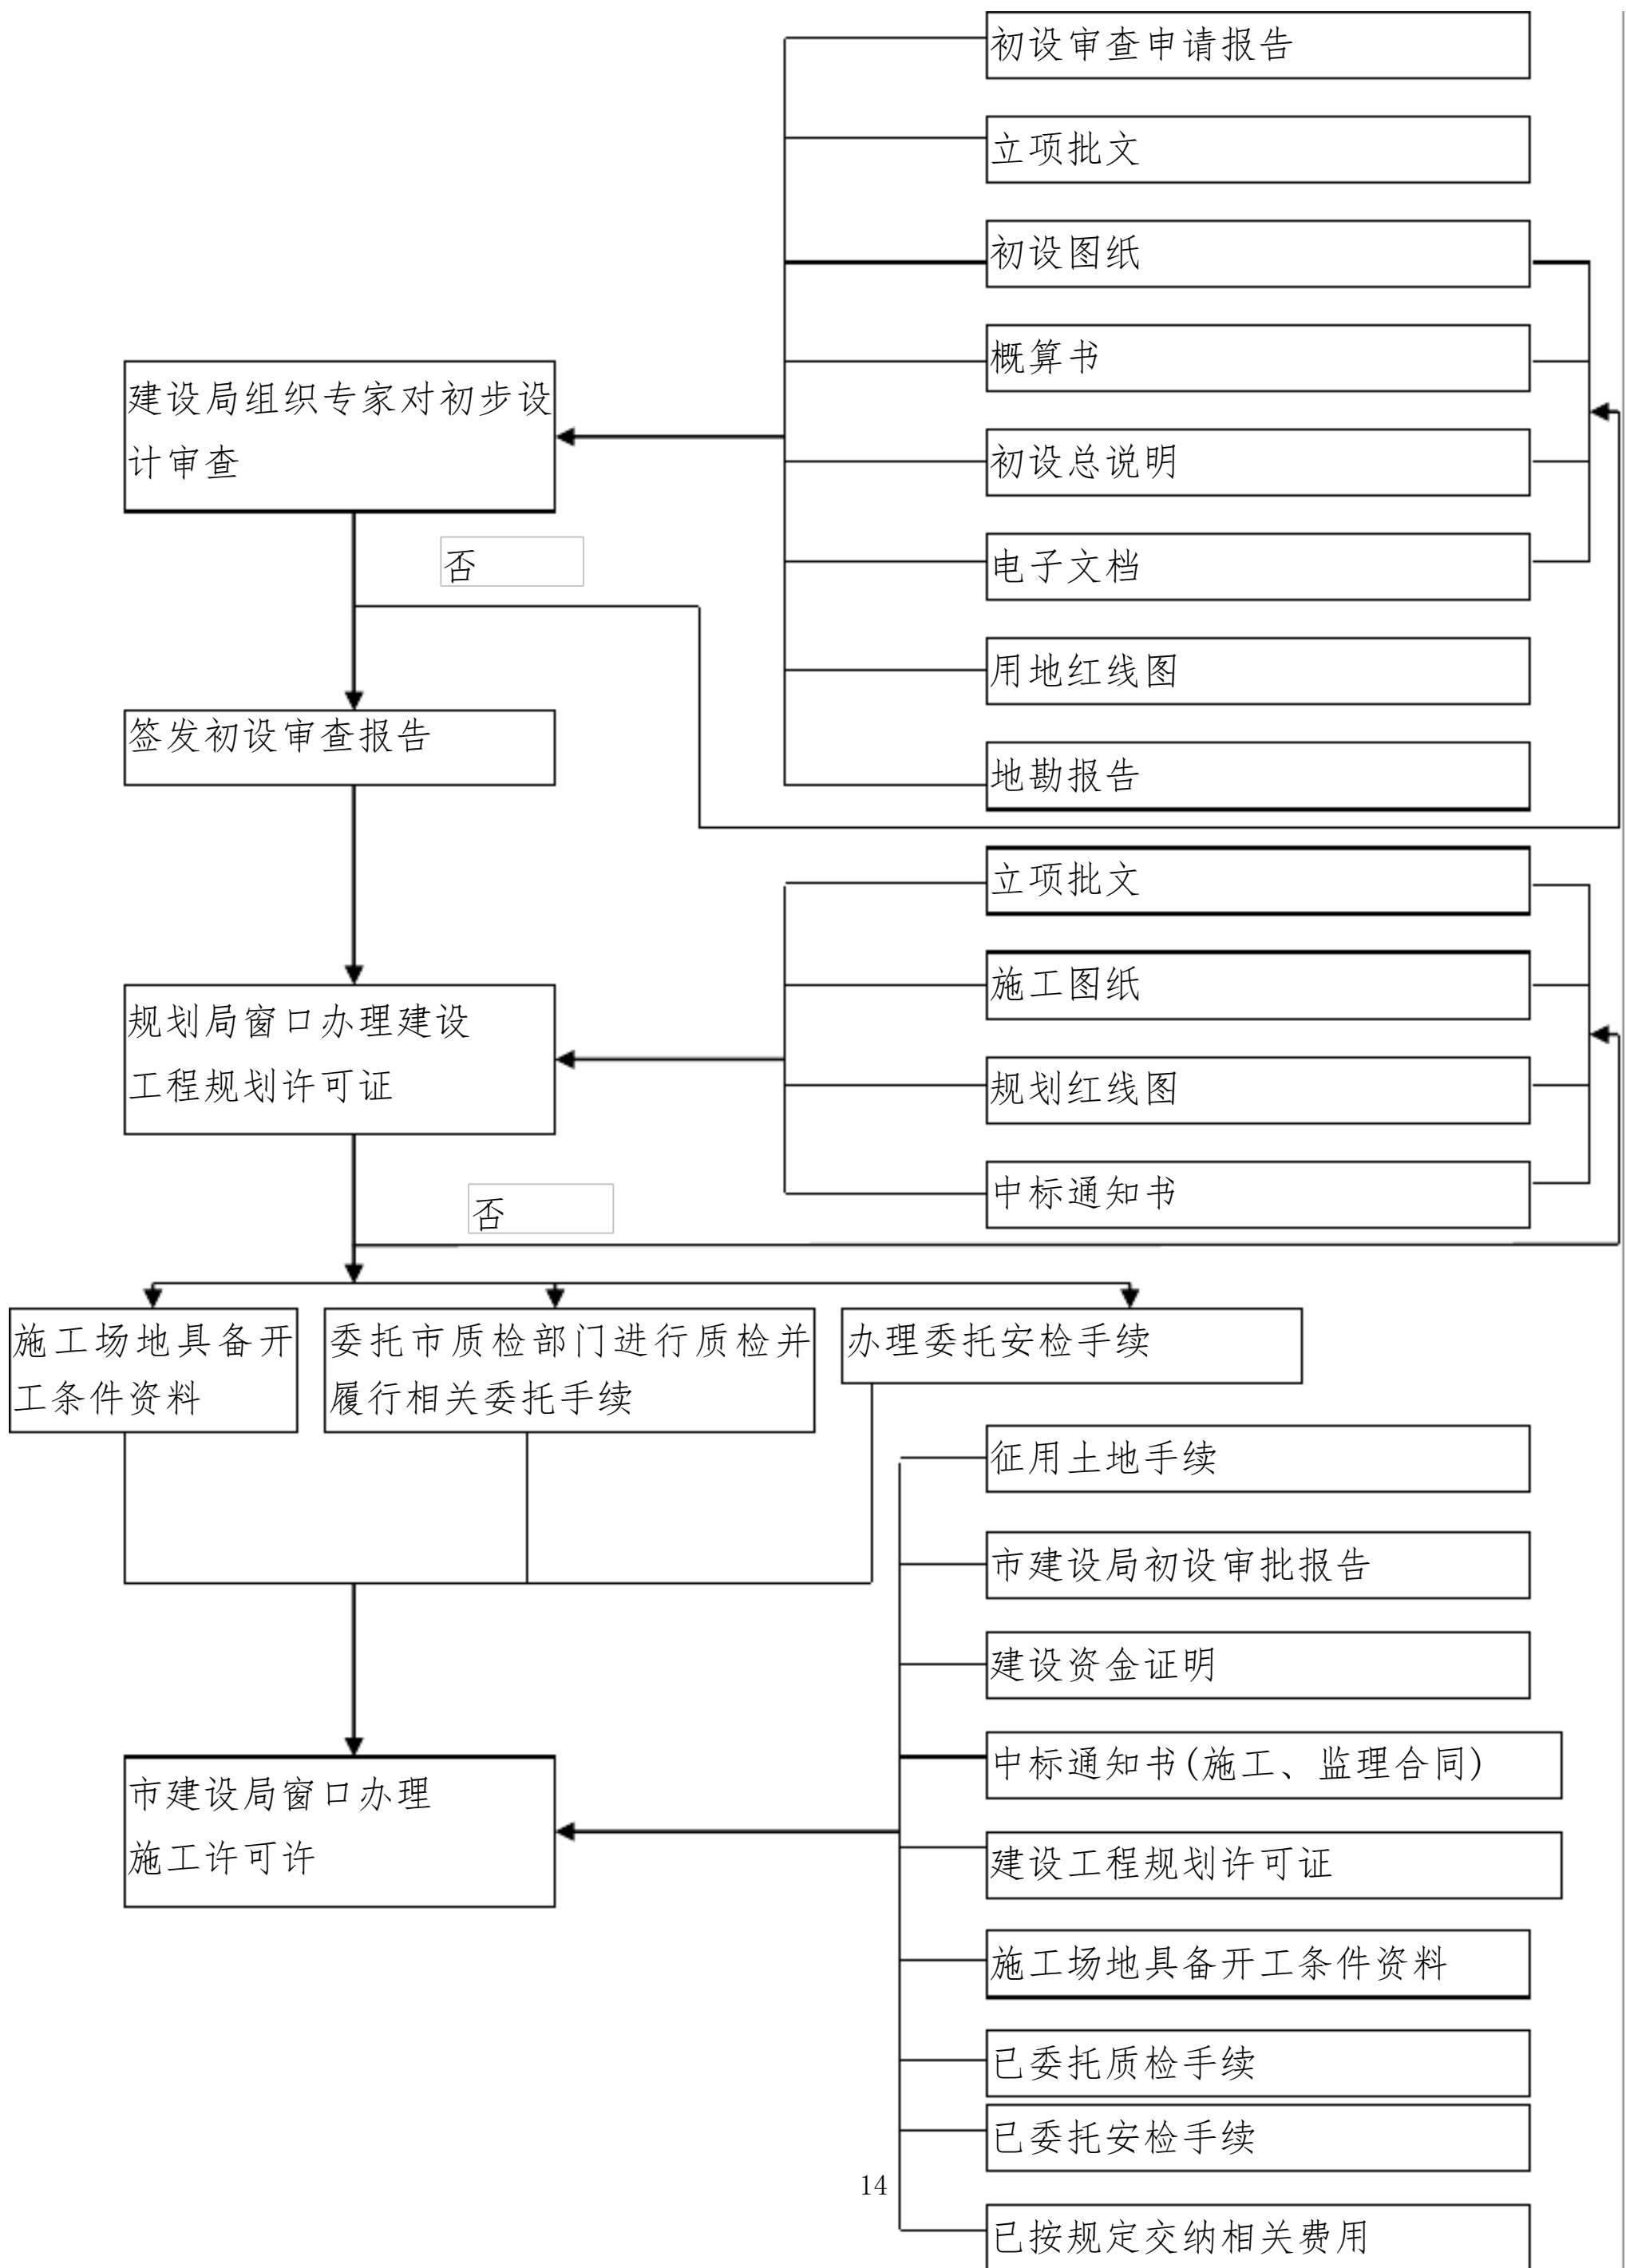 初设审查申请报告
立项批文
初设图纸
概算书
建设局组织专家对初步设
计审查
初设总说明
电子文档
否
用地红线图
签发初设审查报告
地勘报告
立项批文
施工图纸
规划局窗口办理建设
工程规划许可证
规划红线图
中标通知书
否
施工场地具备开
工条件资料
委托市质检部门进行质检并
履行相关委托手续
办理委托安检手续
征用土地手续
市建设局初设审批报告
建设资金证明
中标通知书(施工、监理合同)
市建设局窗口办理
施工许可许
建设工程规划许可证
施工场地具备开工条件资料
已委托质检手续
已委托安检手续
14
已按规定交纳相关费用